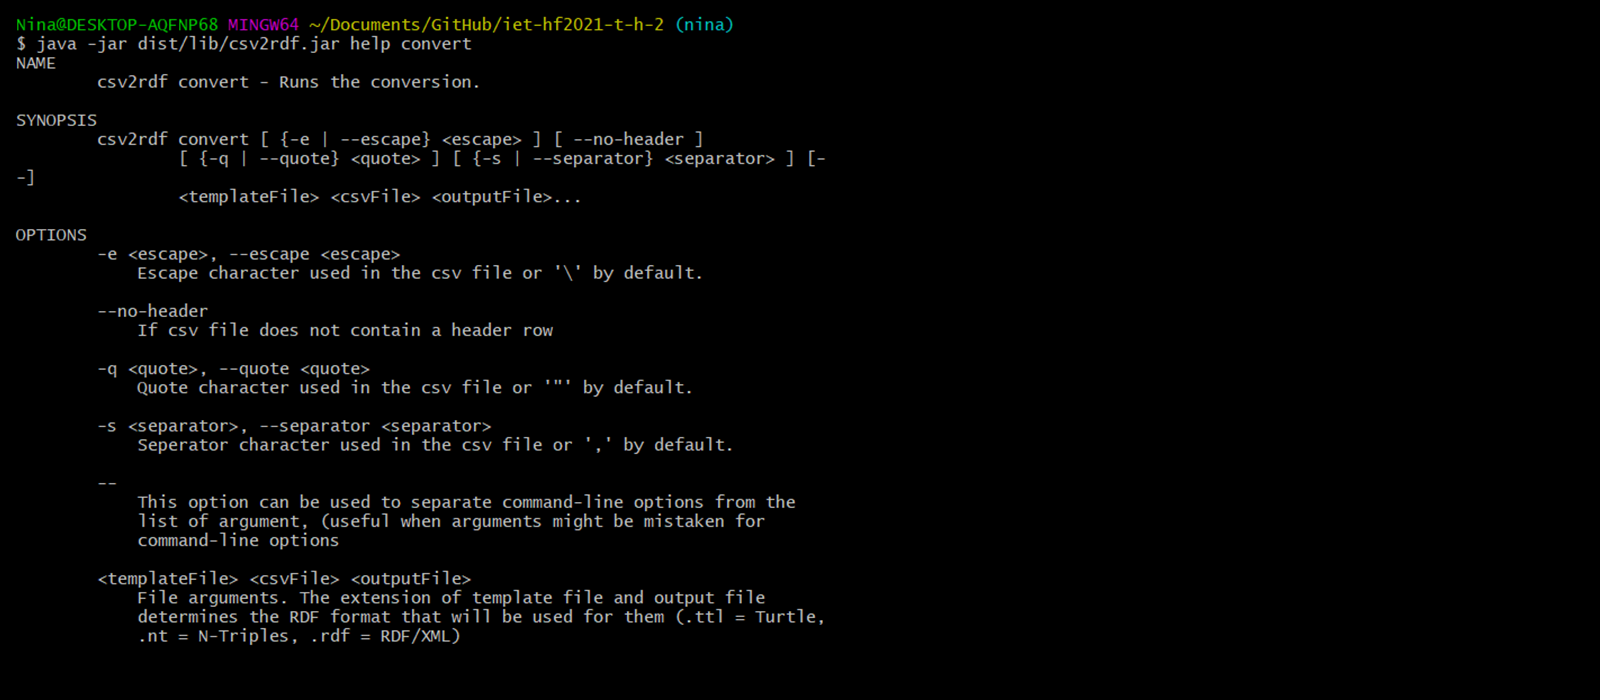 Nina@DESKTOP-AQFNP68 MINGW64 ~/Documents/GitHub/iet-hf2021-t-h-2 (nina)
$ java -jar dist/lib/csv2rdf.jar help convert
NAME
csv2rdf convert - Runs the conversion.
SYNOPSIS
csv2rdf convert [ {-e | --escape} <escape> ] [ --no-header ]
[ {-q | --quote} <quote> ] [ {-s | --separator} <separator> ] [-
-]
<templateFile> <csvFile> <outputFile>...
OPTIONS
-e <escape>, --escape <escape>
Escape character used in the csv file or '\' by default.
--no-header
If csv file does not contain a header row
-q <quote>, --quote <quote>
Quote character used in the csv file or '"' by default.
-s <separator>, --separator <separator>
Seperator character used in the csv file or ',' by default.
--
This option can be used to separate command-line options from the
list of argument, (useful when arguments might be mistaken for
command-line options
<templateFile> <csvFile> <outputFile>
File arguments. The extension of template file and output file
determines the RDF format that will be used for them (.ttl = Turtle,
.nt = N-Triples, .rdf = RDF/XML)